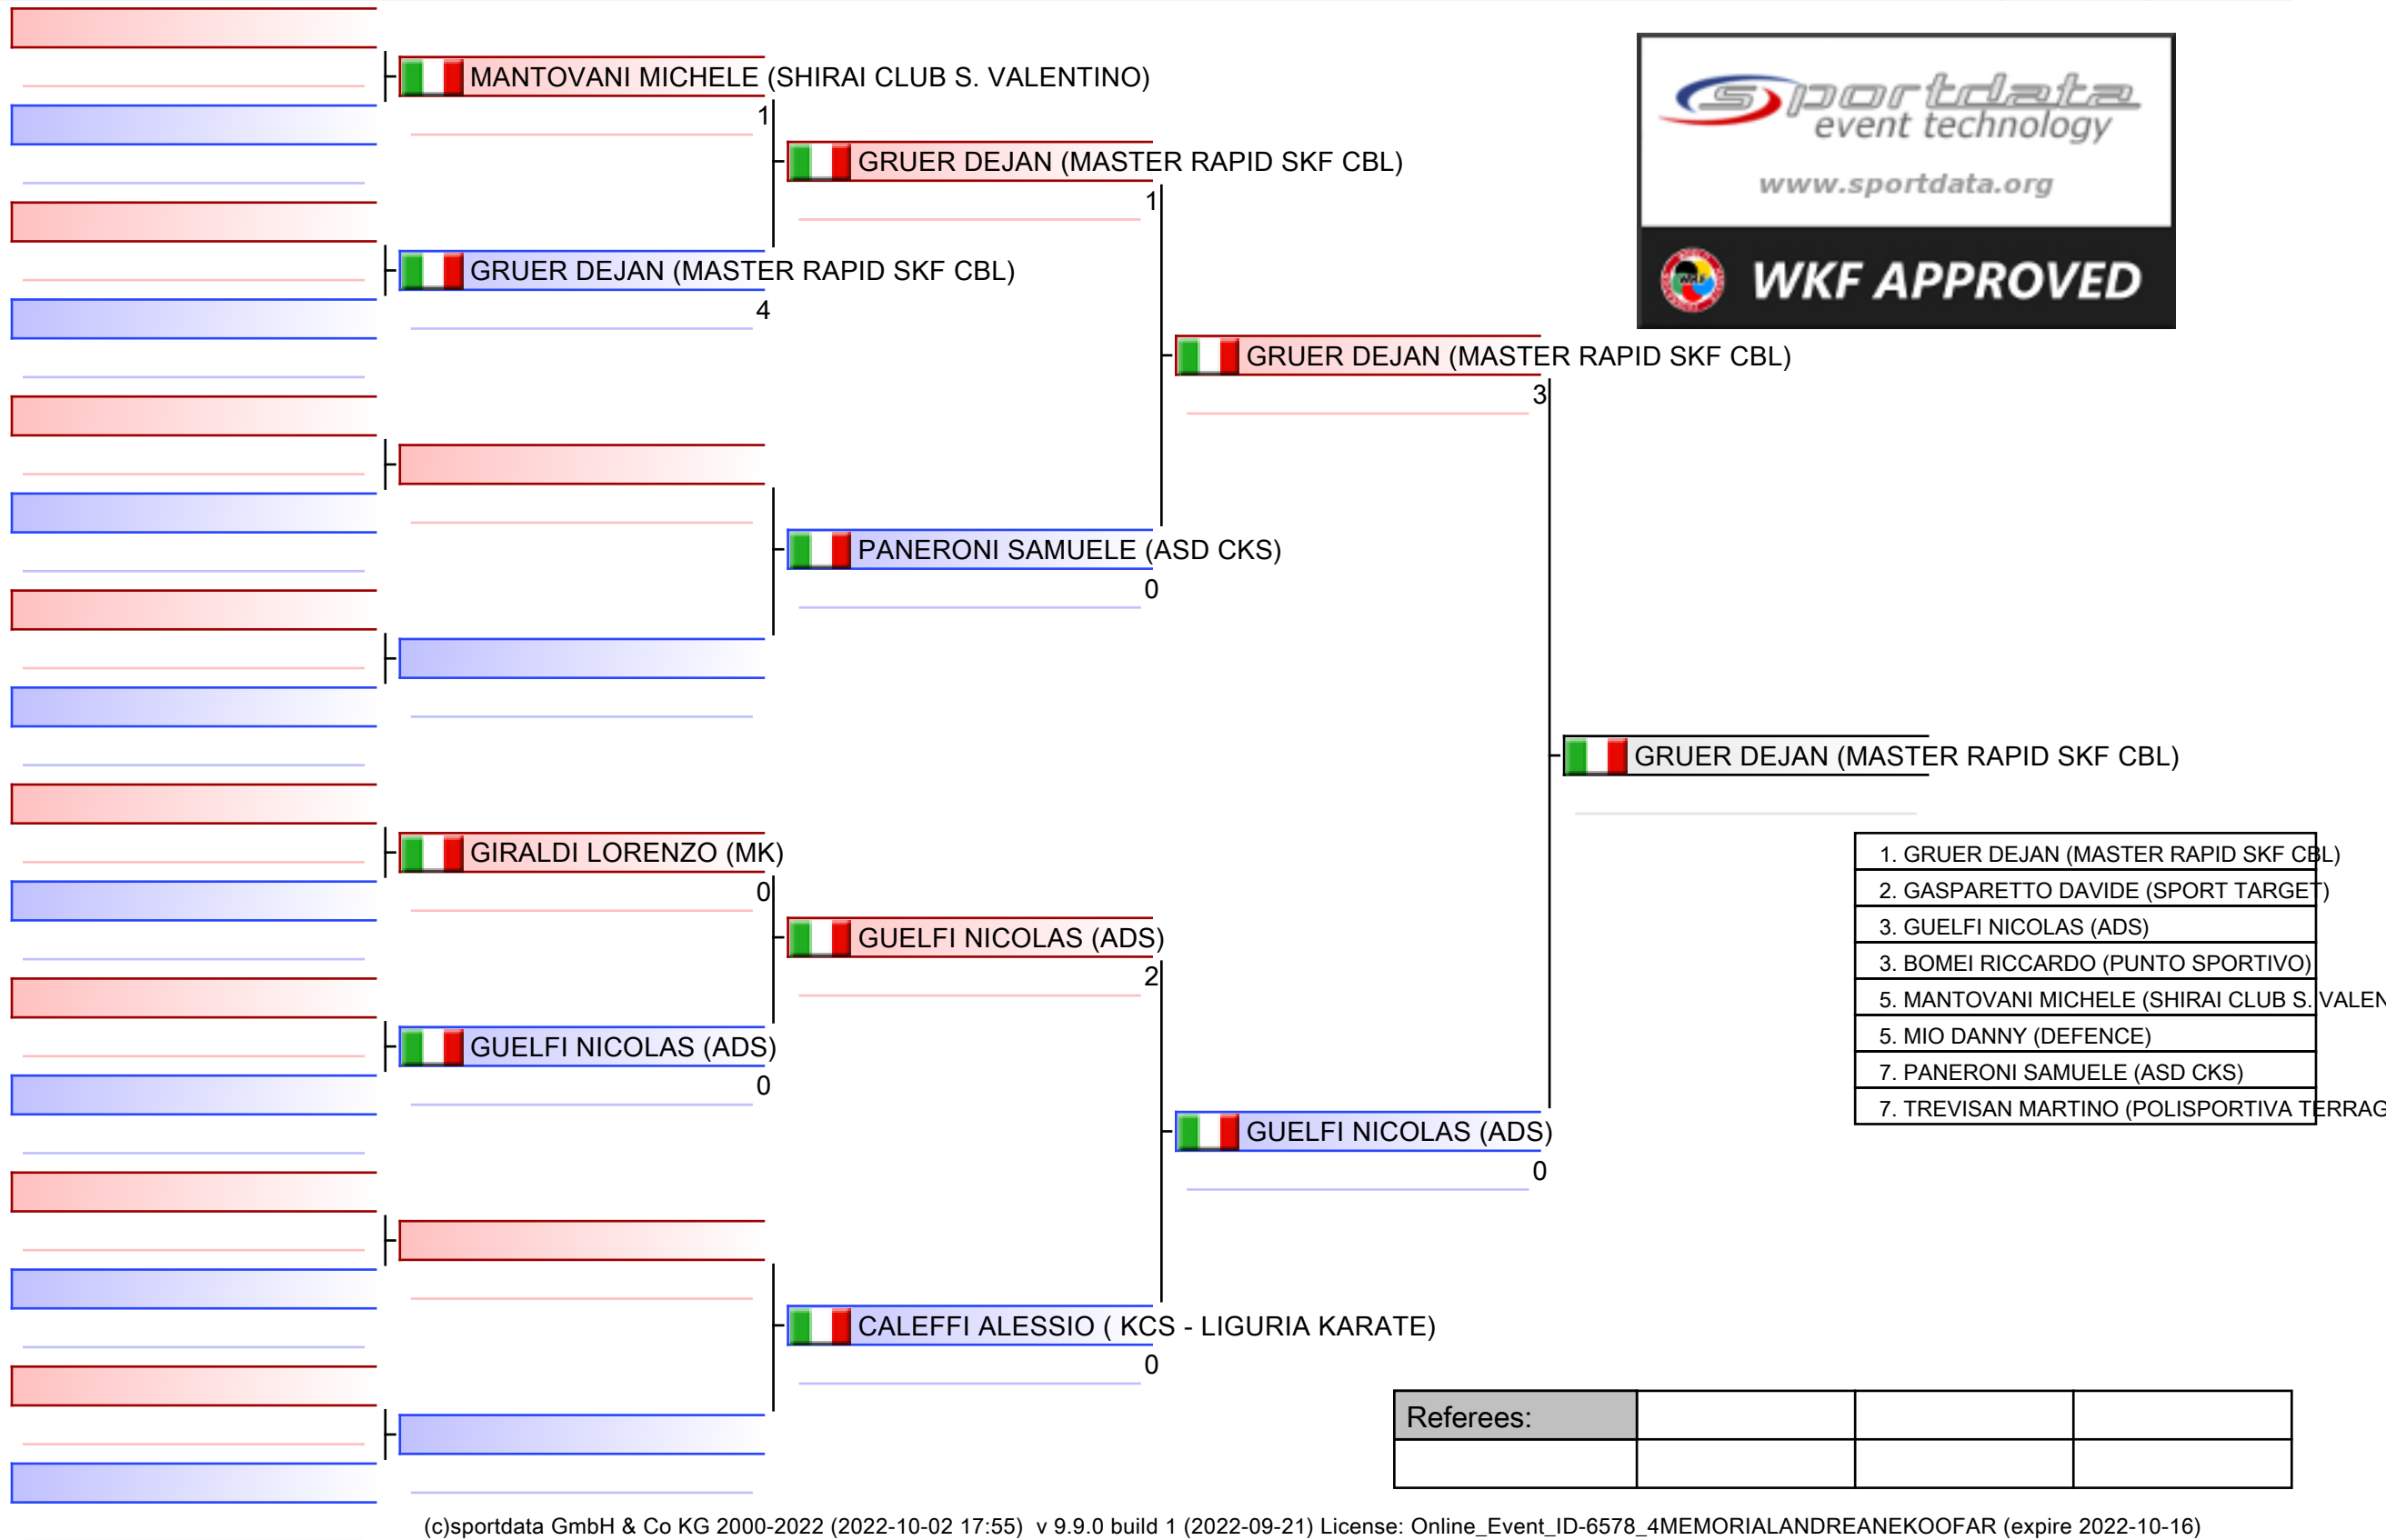 MANTOVANI MICHELE (SHIRAI CLUB S. VALENTINO)
1
GRUER DEJAN (MASTER RAPID SKF CBL)
1
GRUER DEJAN (MASTER RAPID SKF CBL)
4
GRUER DEJAN (MASTER RAPID SKF CBL)
3
PANERONI SAMUELE (ASD CKS)
0
GRUER DEJAN (MASTER RAPID SKF CBL)
GIRALDI LORENZO (MK)
0
GUELFI NICOLAS (ADS)
2
GUELFI NICOLAS (ADS)
0
GUELFI NICOLAS (ADS)
0
CALEFFI ALESSIO ( KCS - LIGURIA KARATE)
0
sportdata
event technology
www.sportdata.org
WKF
WKF APPROVED
1. GRUER DEJAN (MASTER RAPID SKF CBL)
2. GASPARETTO DAVIDE (SPORT TARGET)
3. GUELFI NICOLAS (ADS)
3. BOMEI RICCARDO (PUNTO SPORTIVO)
5. MANTOVANI MICHELE (SHIRAI CLUB S. VALEN
5. MIO DANNY (DEFENCE)
7. PANERONI SAMUELE (ASD CKS)
7. TREVISAN MARTINO (POLISPORTIVA TERRAG
Referees:
(c)sportdata GmbH & Co KG 2000-2022 (2022-10-02 17:55) v 9.9.0 build 1 (2022-09-21) License: Online_Event_ID-6578_4MEMORIALANDREANEKOOFAR (expire 2022-10-16)